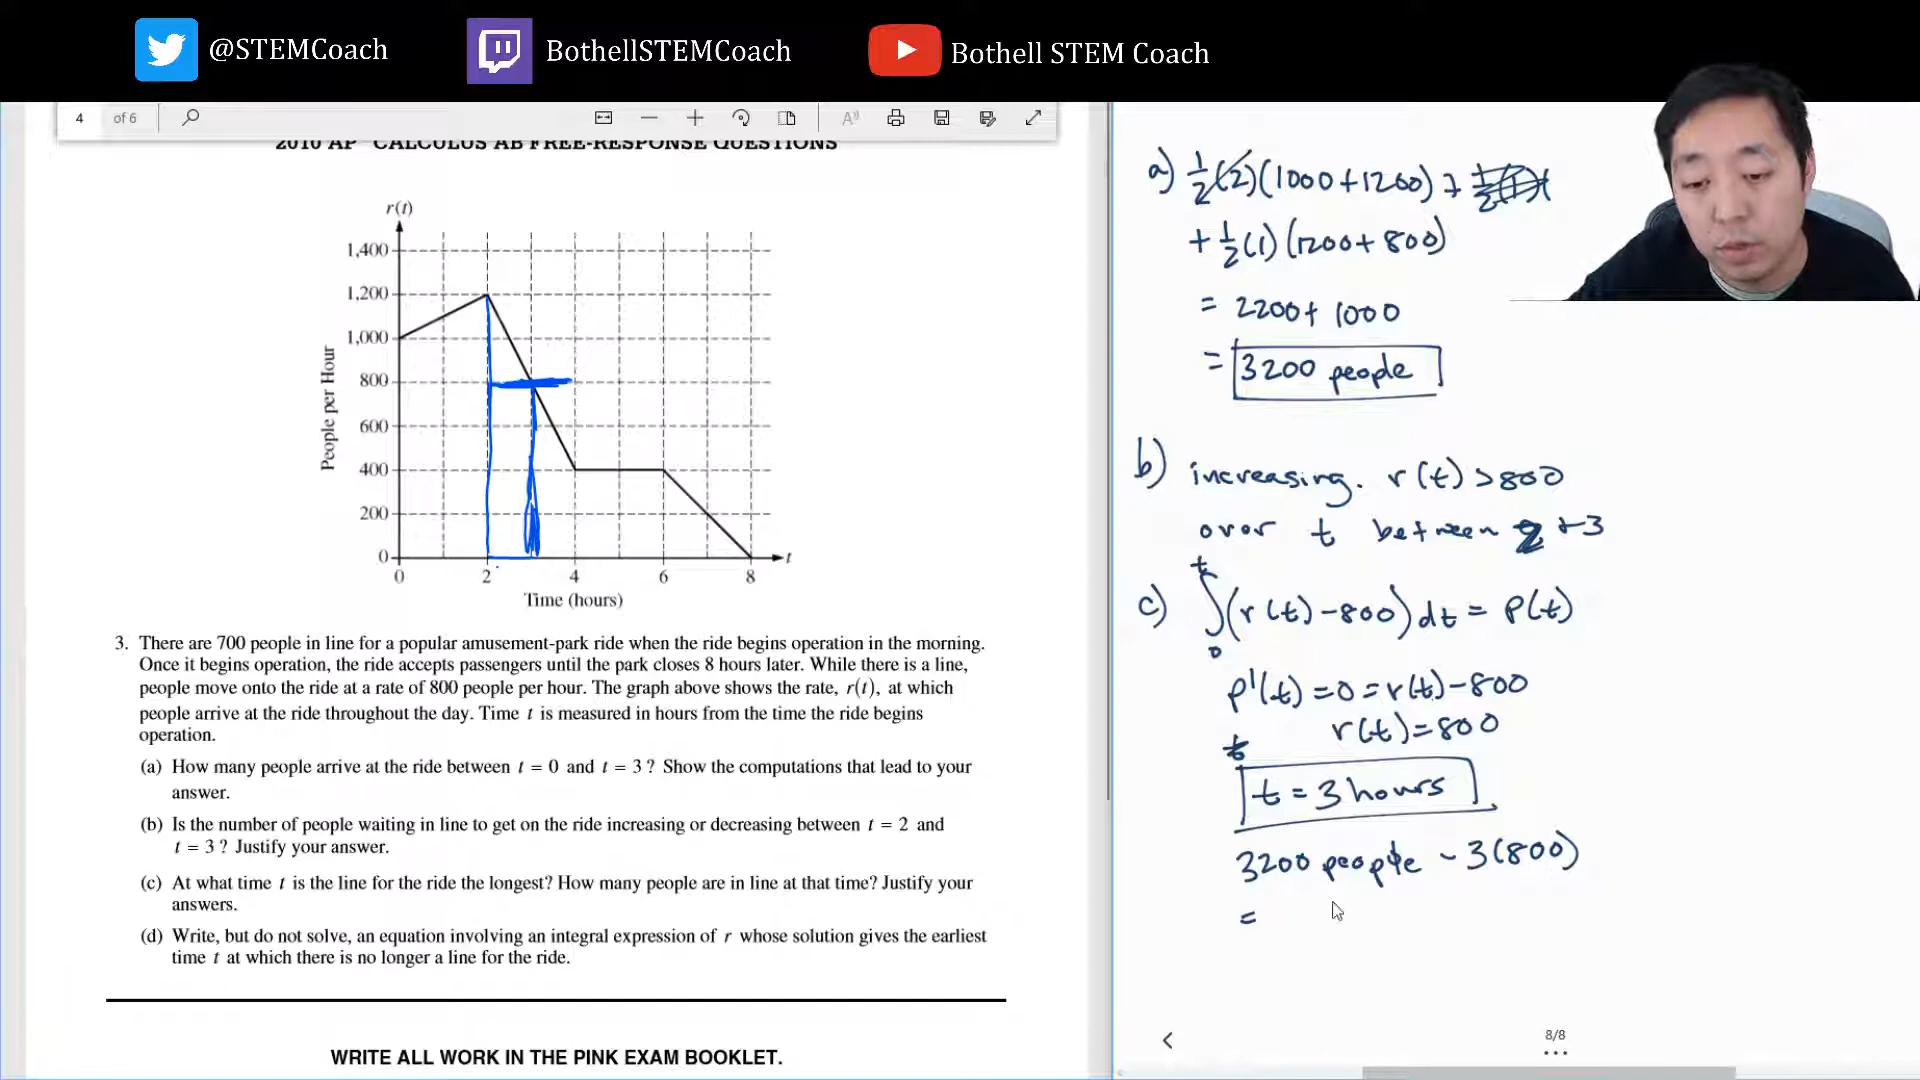 @STEMCoach BothellSTEMCoach Bothell STEM Coach
4 of 6
2010 AP CALCULUS AB FREE-RESPONSE QUESTIONS
r(t)
1,400
1,200
1,000
800
600
400
200
0
0 2 4 6 8 t
People per Hour
Time (hours)
3. There are 700 people in line for a popular amusement-park ride when the ride begins operation in the morning.
Once it begins operation, the ride accepts passengers until the park closes 8 hours later. While there is a line,
people move onto the ride at a rate of 800 people per hour. The graph above shows the rate, r(t), at which
people arrive at the ride throughout the day. Time t is measured in hours from the time the ride begins
operation.
(a) How many people arrive at the ride between t = 0 and t = 3? Show the computations that lead to your
answer.
(b) Is the number of people waiting in line to get on the ride increasing or decreasing between t = 2 and
t = 3? Justify your answer.
(c) At what time t is the line for the ride the longest? How many people are in line at that time? Justify your
answers.
(d) Write, but do not solve, an equation involving an integral expression of r whose solution gives the earliest
time t at which there is no longer a line for the ride.
WRITE ALL WORK IN THE PINK EXAM BOOKLET.
a) 1/2(2)(1000+1200)+
+ 1/2(1)(1200+800)
= 2200+ 1000
= 3200 people
b) increasing. r(t)>800
over t between 2 + 3
c) ∫₀ᵗ(r(t)-800)dt = P(t)
P'(t)=0=r(t)-800
r(t)=800
t = 3 hours
3200 people - 3(800)
=
8/8